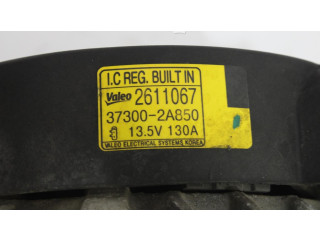 I.C REG. BUILT IN
Valeo 2611067
37300-2A850
13.5V 130A
VALEO ELECTRICAL SYSTEMS KOREA